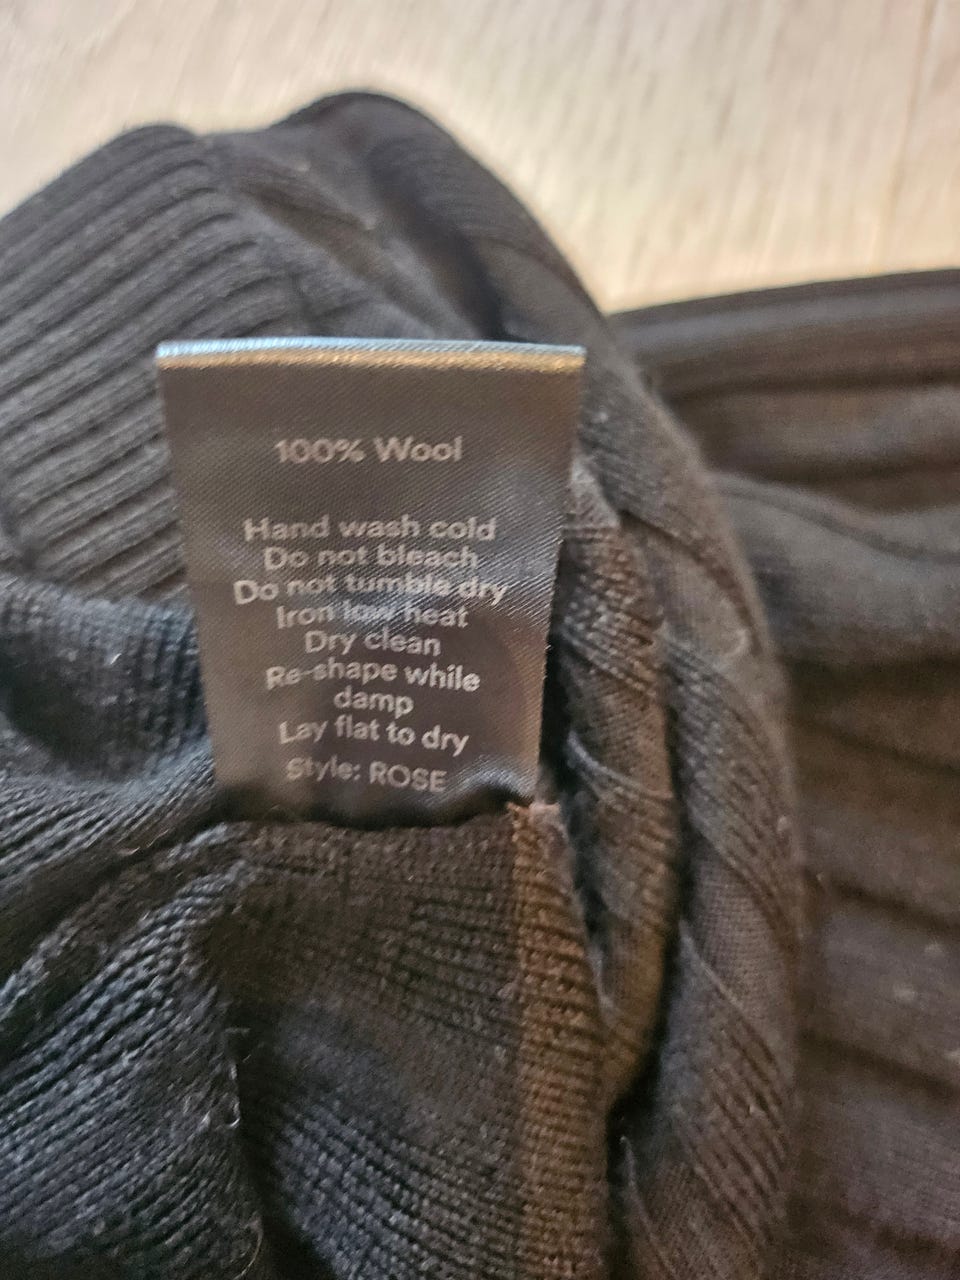 100% Wool
Hand wash cold
Do not bleach
Do not tumble dry
Iron low heat
Dry clean
Re-shape while
damp
Lay flat to dry
Style: ROSE